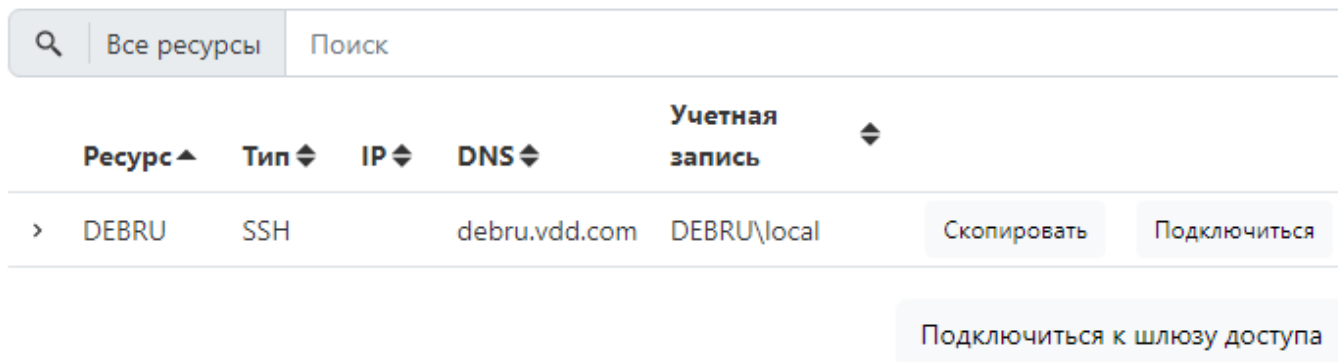 Все ресурсы Поиск
Ресурс Тип IP DNS Учетная запись
DEBRU SSH debru.vdd.com DEBRU\local Скопировать Подключиться
Подключиться к шлюзу доступа